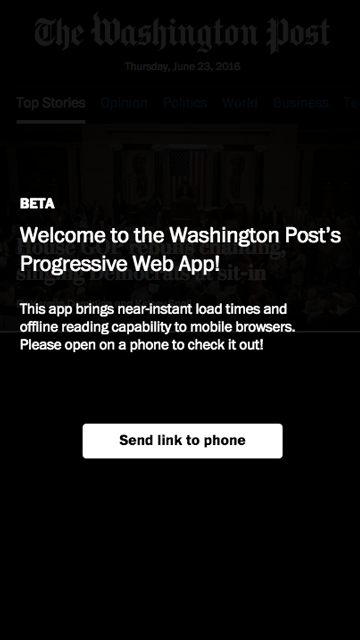 The Washington Post
Thursday, June 23, 2016
Top Stories Opinion Politics World Business
BETA
Welcome to the Washington Post's
Progressive Web App!
This app brings near-instant load times and
offline reading capability to mobile browsers.
Please open on a phone to check it out!
Send link to phone